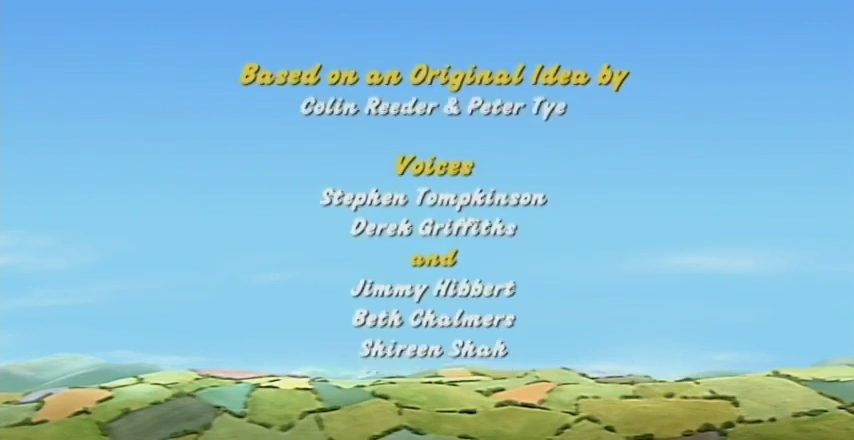 Based on an Original Idea by
Colin Reeder & Peter Tye
Voices
Stephen Tompkinson
Derek Griffiths
and
Jimmy Hibbert
Beth Chalmers
Shireen Shah